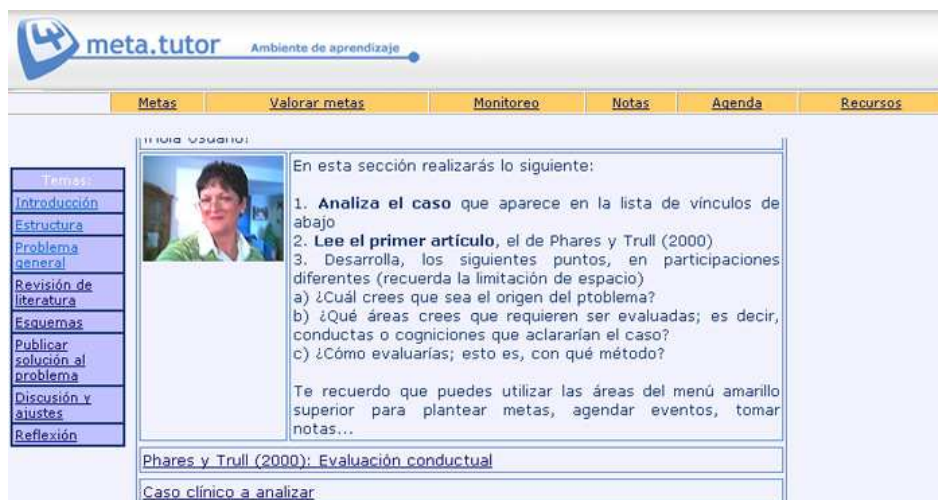 meta.tutor Ambiente de aprendizaje
Metas Valorar metas Monitoreo Notas Agenda Recursos
¡Hola Usuario!
Temas:
Introducción
Estructura
Problema
general
Revisión de
literatura
Esquemas
Publicar
solución al
problema
Discusión y
ajustes
Reflexión
En esta sección realizarás lo siguiente:
1. Analiza el caso que aparece en la lista de vínculos de
abajo
2. Lee el primer artículo, el de Phares y Trull (2000)
3. Desarrolla, los siguientes puntos, en participaciones
diferentes (recuerda la limitación de espacio)
a) ¿Cuál crees que sea el origen del ptoblema?
b) ¿Qué áreas crees que requieren ser evaluadas; es decir,
conductas o cogniciones que aclararían el caso?
c) ¿Cómo evaluarías; esto es, con qué método?
Te recuerdo que puedes utilizar las áreas del menú amarillo
superior para plantear metas, agendar eventos, tomar
notas...
Phares y Trull (2000): Evaluación conductual
Caso clínico a analizar